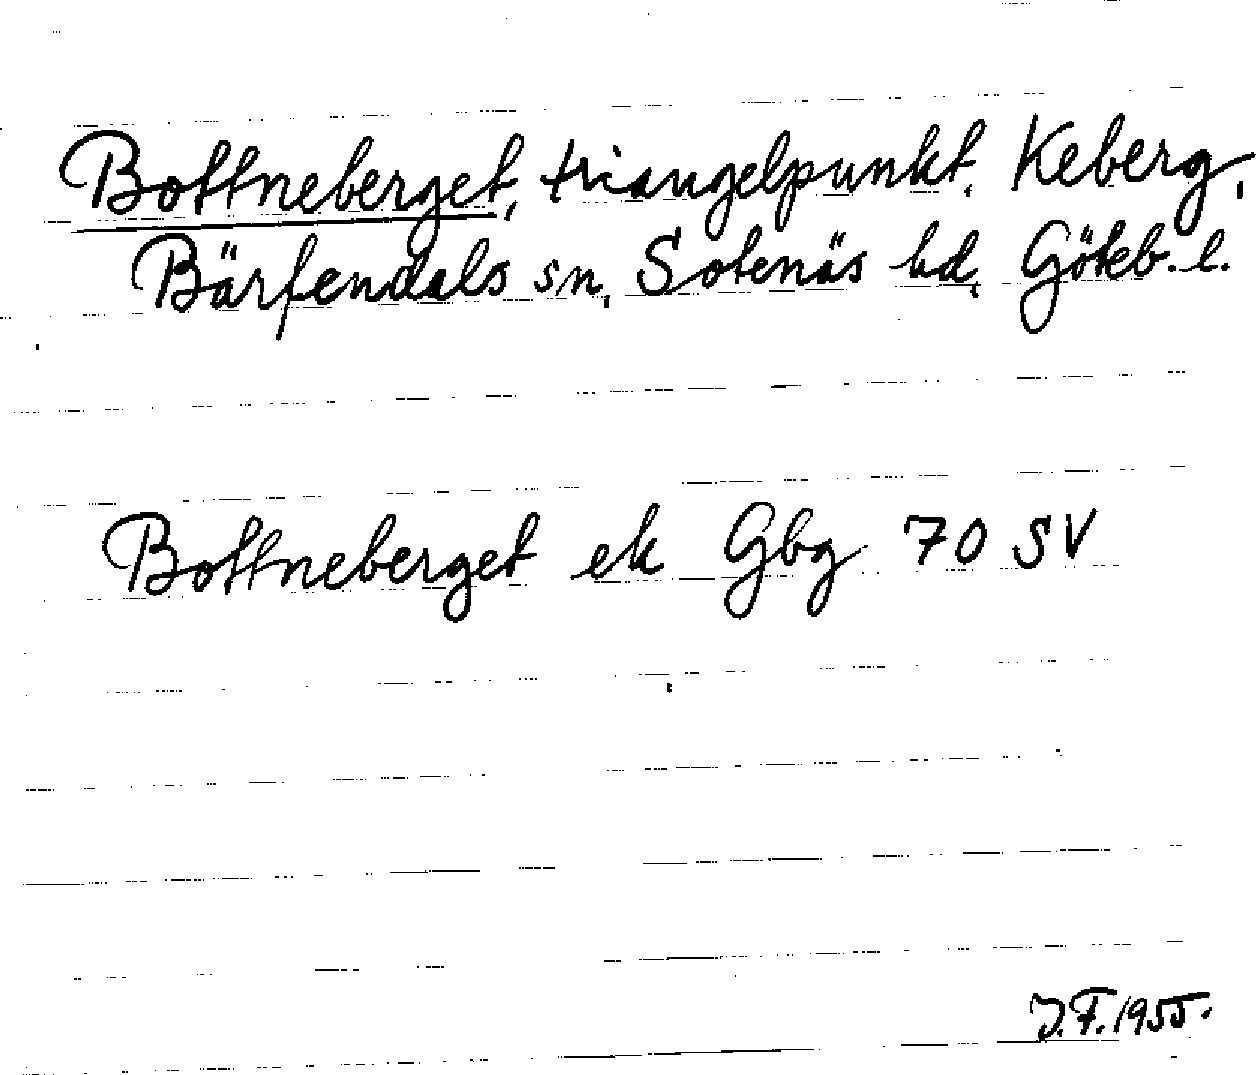 Bottneberget, triangelpunkt, Keberg,
Bärfendals sn, Sotenäs hd, Göteb. l.
Bottneberget ek Gbg 70 SV
J.F. 1955.